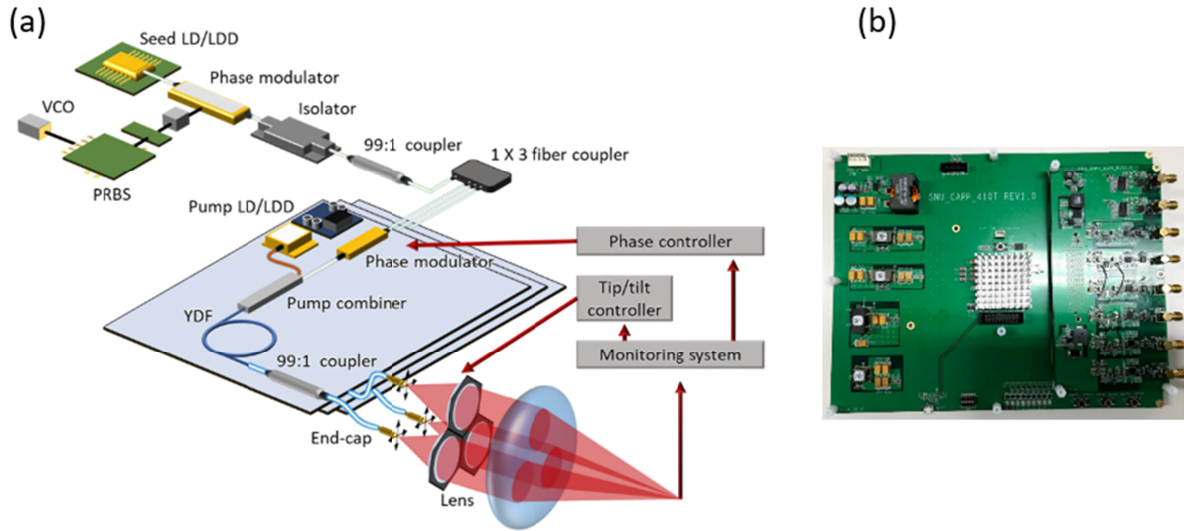 (a)
Seed LD/LDD
Phase modulator
VCO
Isolator
99:1 coupler
1 X 3 fiber coupler
PRBS
Pump LD/LDD
Phase controller
Phase modulator
Tip/tilt
controller
Pump combiner
YDF
Monitoring system
99:1 coupler
End-cap
Lens
(b)
SNU_CAPP_410T REV1.0